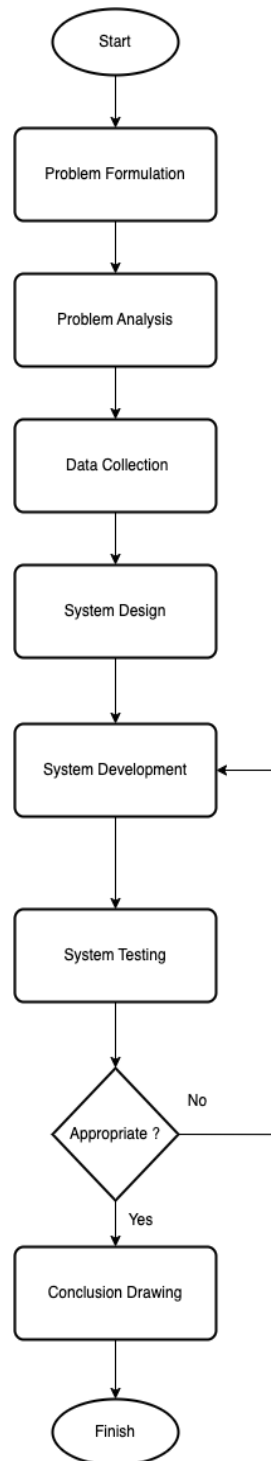 Start
Problem Formulation
Problem Analysis
Data Collection
System Design
System Development
System Testing
Appropriate ?
No
Yes
Conclusion Drawing
Finish